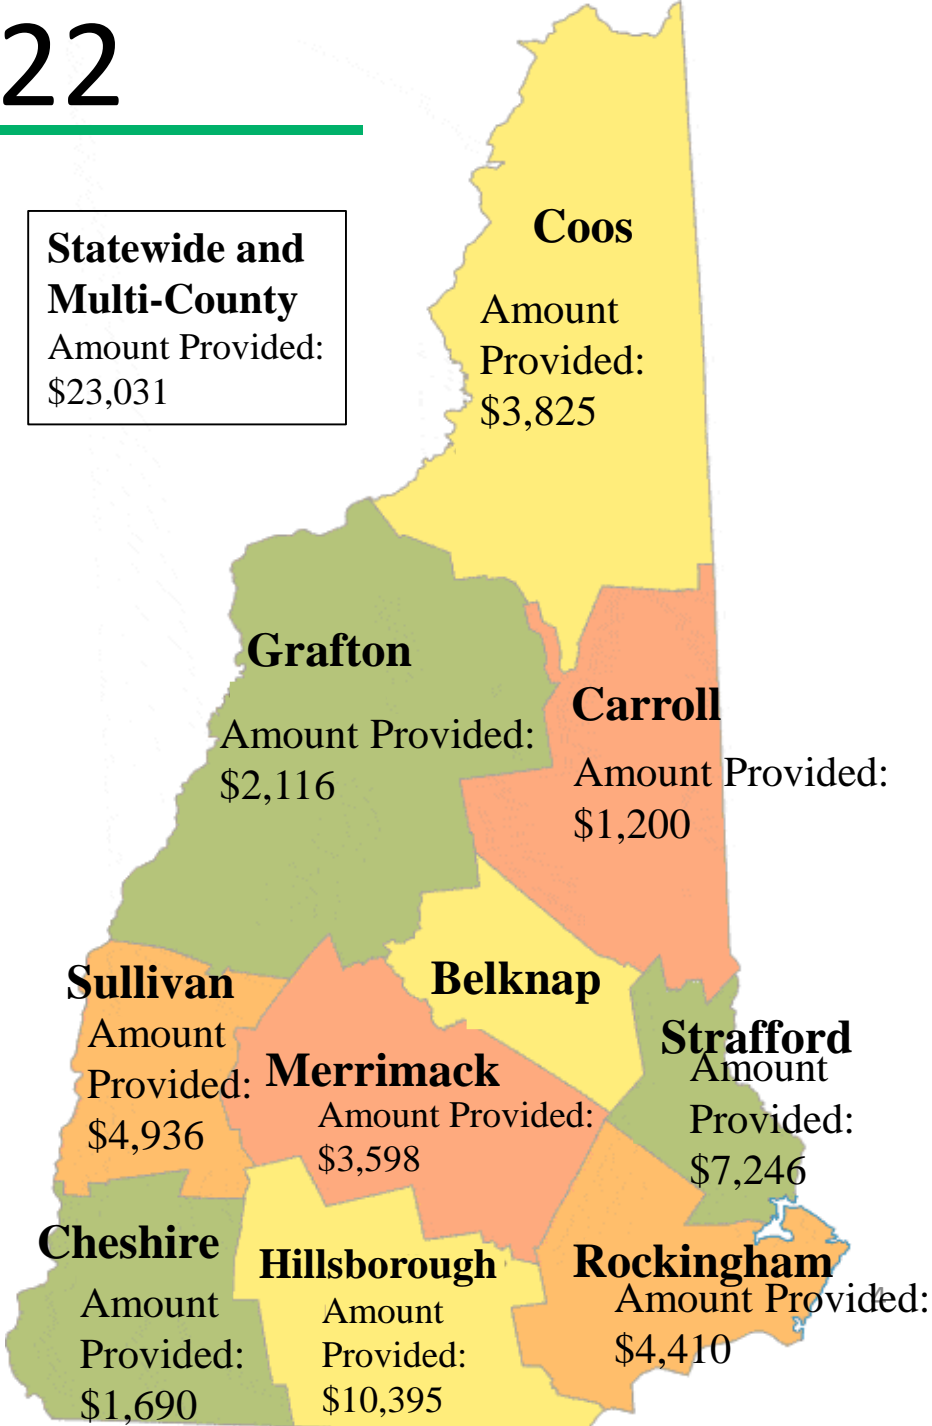 22
Statewide and
Multi-County
Amount Provided:
$23,031
Coos
Amount
Provided:
$3,825
Grafton
Amount Provided:
$2,116
Carroll
Amount Provided:
$1,200
Belknap
Sullivan
Amount
Provided:
$4,936
Merrimack
Amount Provided:
$3,598
Strafford
Amount
Provided:
$7,246
Cheshire
Amount
Provided:
$1,690
Hillsborough
Amount
Provided:
$10,395
Rockingham
Amount Provided:
$4,410